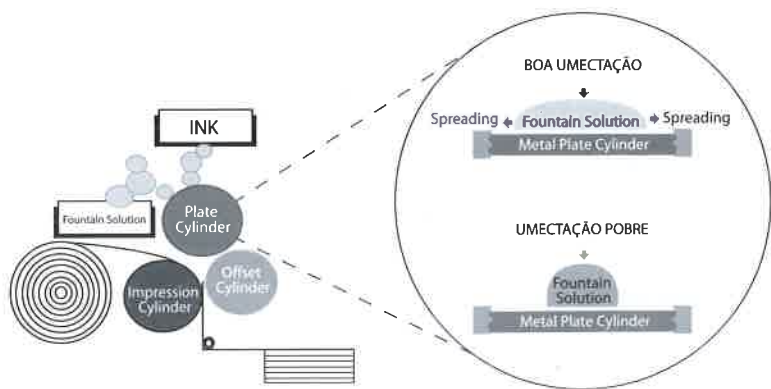 INK
Fountain Solution
Plate
Cylinder
Offset
Cylinder
Impression
Cylinder
BOA UMECTAÇÃO
Spreading Fountain Solution Spreading
Metal Plate Cylinder
UMECTAÇÃO POBRE
Fountain
Solution
Metal Plate Cylinder